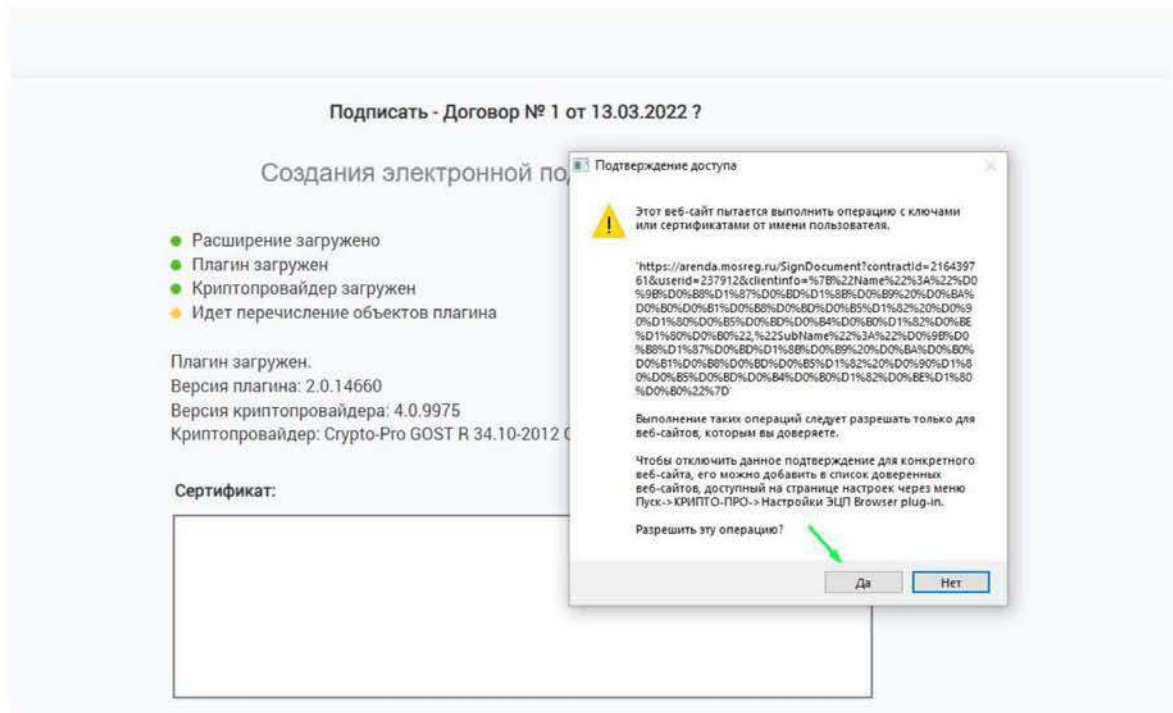 Подписать - Договор № 1 от 13.03.2022 ?
Создания электронной по
Расширение загружено
Плагин загружен
Криптопровайдер загружен
Идет перечисление объектов плагина
Плагин загружен.
Версия плагина: 2.0.14660
Версия криптопровайдера: 4.0.9975
Криптопровайдер: Crypto-Pro GOST R 34.10-2012
Сертификат:
Подтверждение доступа
Этот веб-сайт пытается выполнить операцию с ключами
или сертификатами от имени пользователя.
'https://arenda.mosreg.ru/SignDocument?contractId=2164397
61&userid=237912&clientinfo=%7B%22Name%22%3A%22%D0
%9B%D0%B8%D1%87%D0%BD%D1%8B%D0%B9%20%D0%BA%
D0%B0%D0%B1%D0%B8%D0%BD%D0%B5%D1%82%20%D0%9
0%D1%80%D0%B5%D0%BD%D0%B4%D0%B0%D1%82%D0%BE
%D1%80%D0%B0%22,%22SubName%22%3A%22%D0%9B%D0
%B8%D1%87%D0%BD%D1%8B%D0%B9%20%D0%BA%D0%B0%
D0%B1%D0%B8%D0%BD%D0%B5%D1%82%20%D0%90%D1%8
0%D0%B5%D0%BD%D0%B4%D0%B0%D1%82%D0%BE%D1%80
%D0%B0%22%7D'
Выполнение таких операций следует разрешать только для
веб-сайтов, которым вы доверяете.
Чтобы отключить данное подтверждение для конкретного
веб-сайта, его можно добавить в список доверенных
веб-сайтов, доступный на странице настроек через меню
Пуск->КРИПТО-ПРО->Настройки ЭЦП Browser plug-in.
Разрешить эту операцию?
Да
Нет